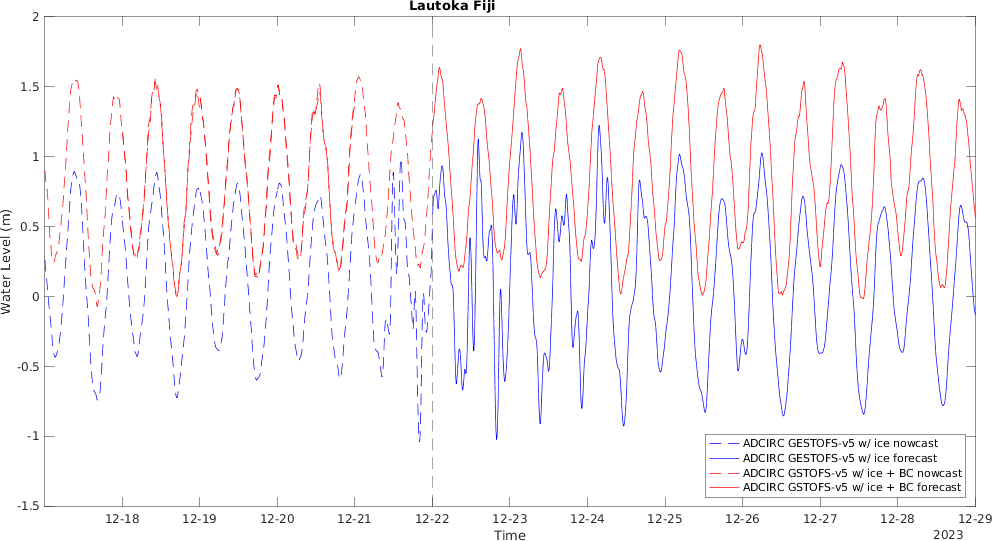 Lautoka Fiji
2
1.5
1
0.5
0
-0.5
-1
-1.5
Water Level (m)
12-18 12-19 12-20 12-21 12-22 12-23 12-24 12-25 12-26 12-27 12-28 12-29
Time
2023
ADCIRC GESTOFS-v5 w/ ice nowcast
ADCIRC GESTOFS-v5 w/ ice forecast
ADCIRC GSTOFS-v5 w/ ice + BC nowcast
ADCIRC GSTOFS-v5 w/ ice + BC forecast